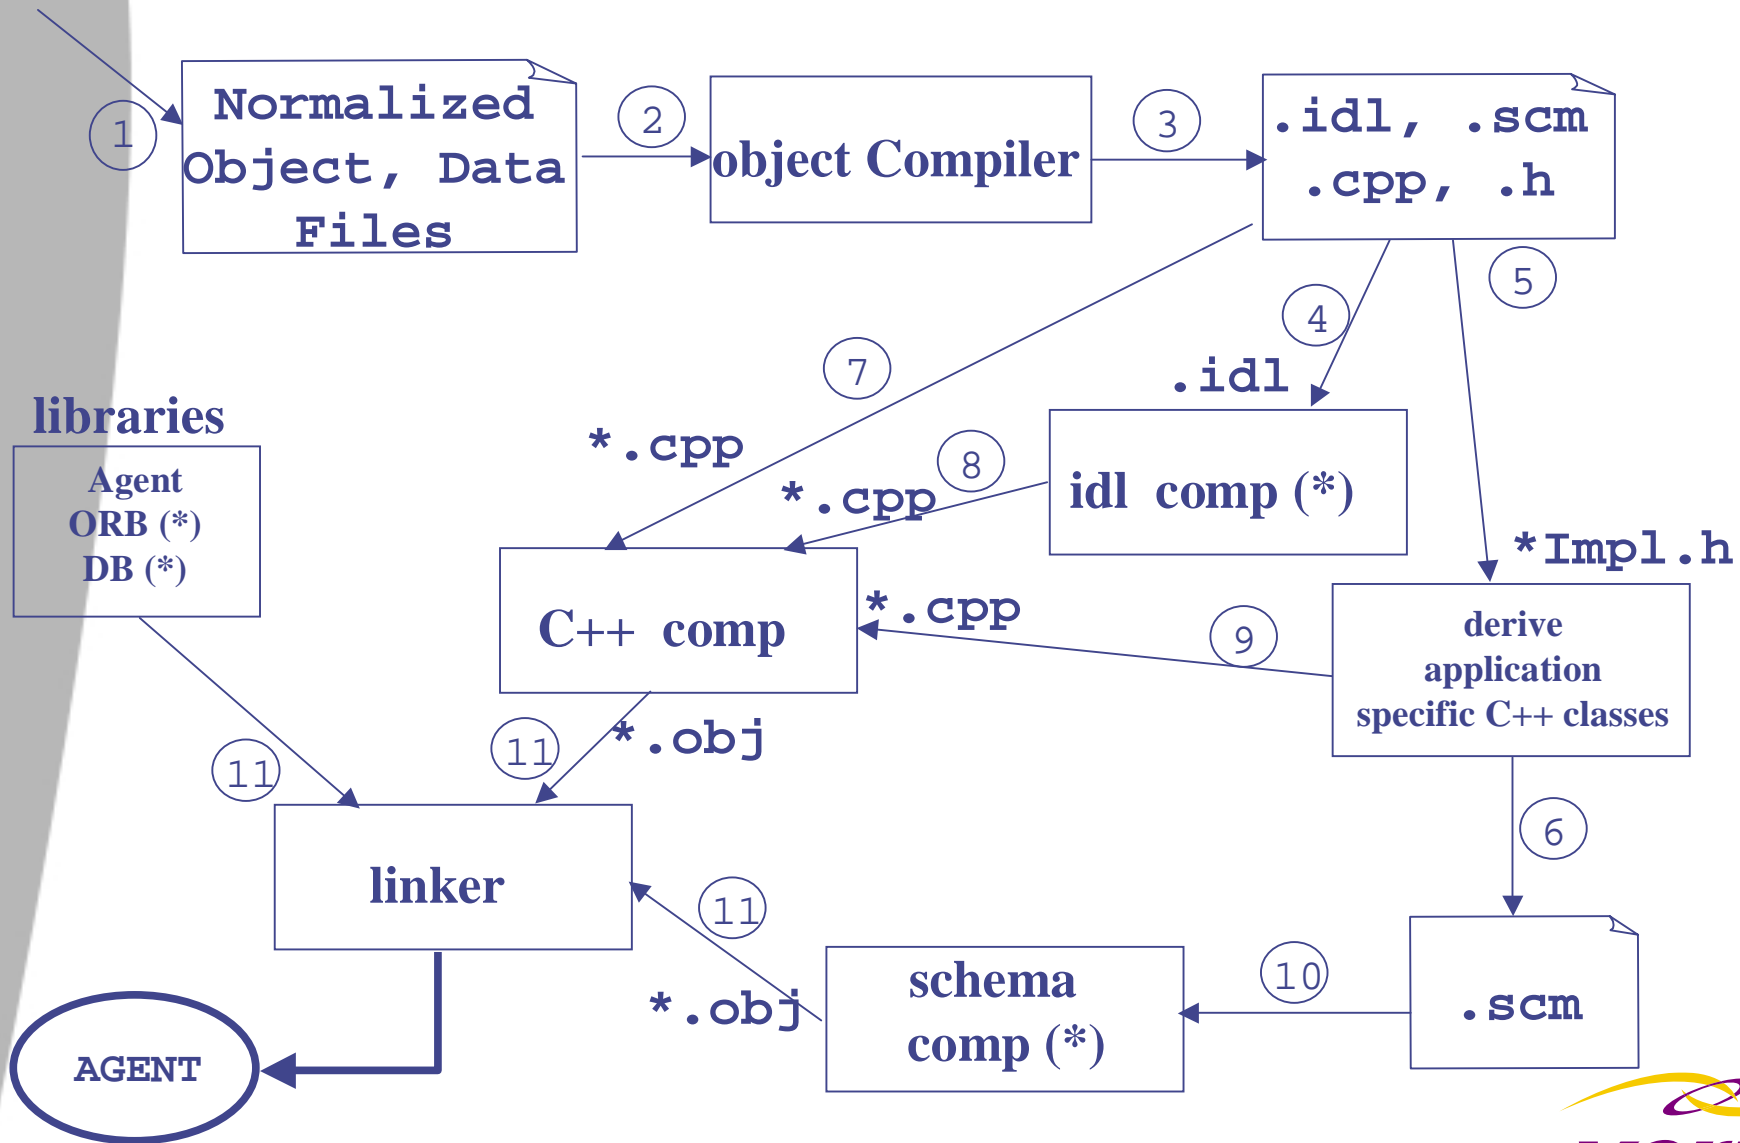 1
Normalized
Object, Data
Files
2
object Compiler
3
.idl, .scm
.cpp, .h
4
5
7
.idl
libraries
Agent
ORB (*)
DB (*)
*.cpp
8
*.cpp
idl comp (*)
*Impl.h
C++ comp
*.cpp
9
derive
application
specific C++ classes
11
11
*.obj
6
linker
11
*.obj
schema
comp (*)
10
.scm
AGENT